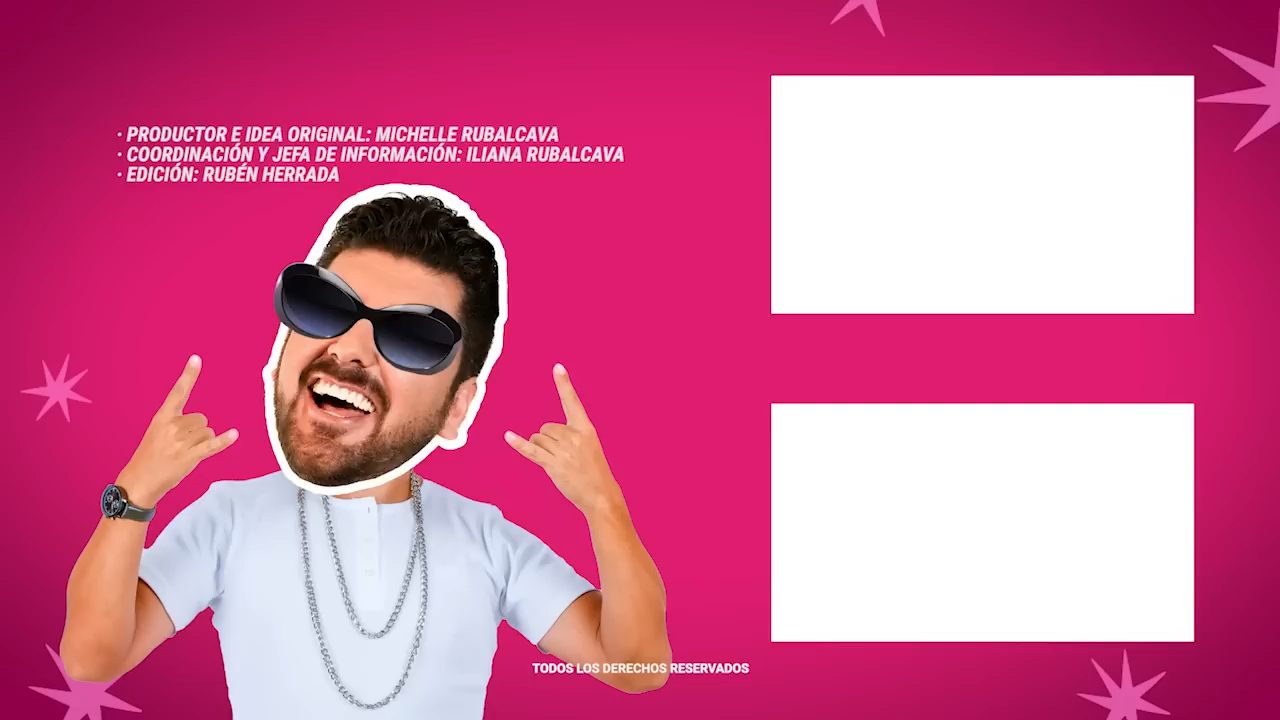 · PRODUCTOR E IDEA ORIGINAL: MICHELLE RUBALCAVA
· COORDINACIÓN Y JEFA DE INFORMACIÓN: ILIANA RUBALCAVA
· EDICIÓN: RUBÉN HERRADA
TODOS LOS DERECHOS RESERVADOS